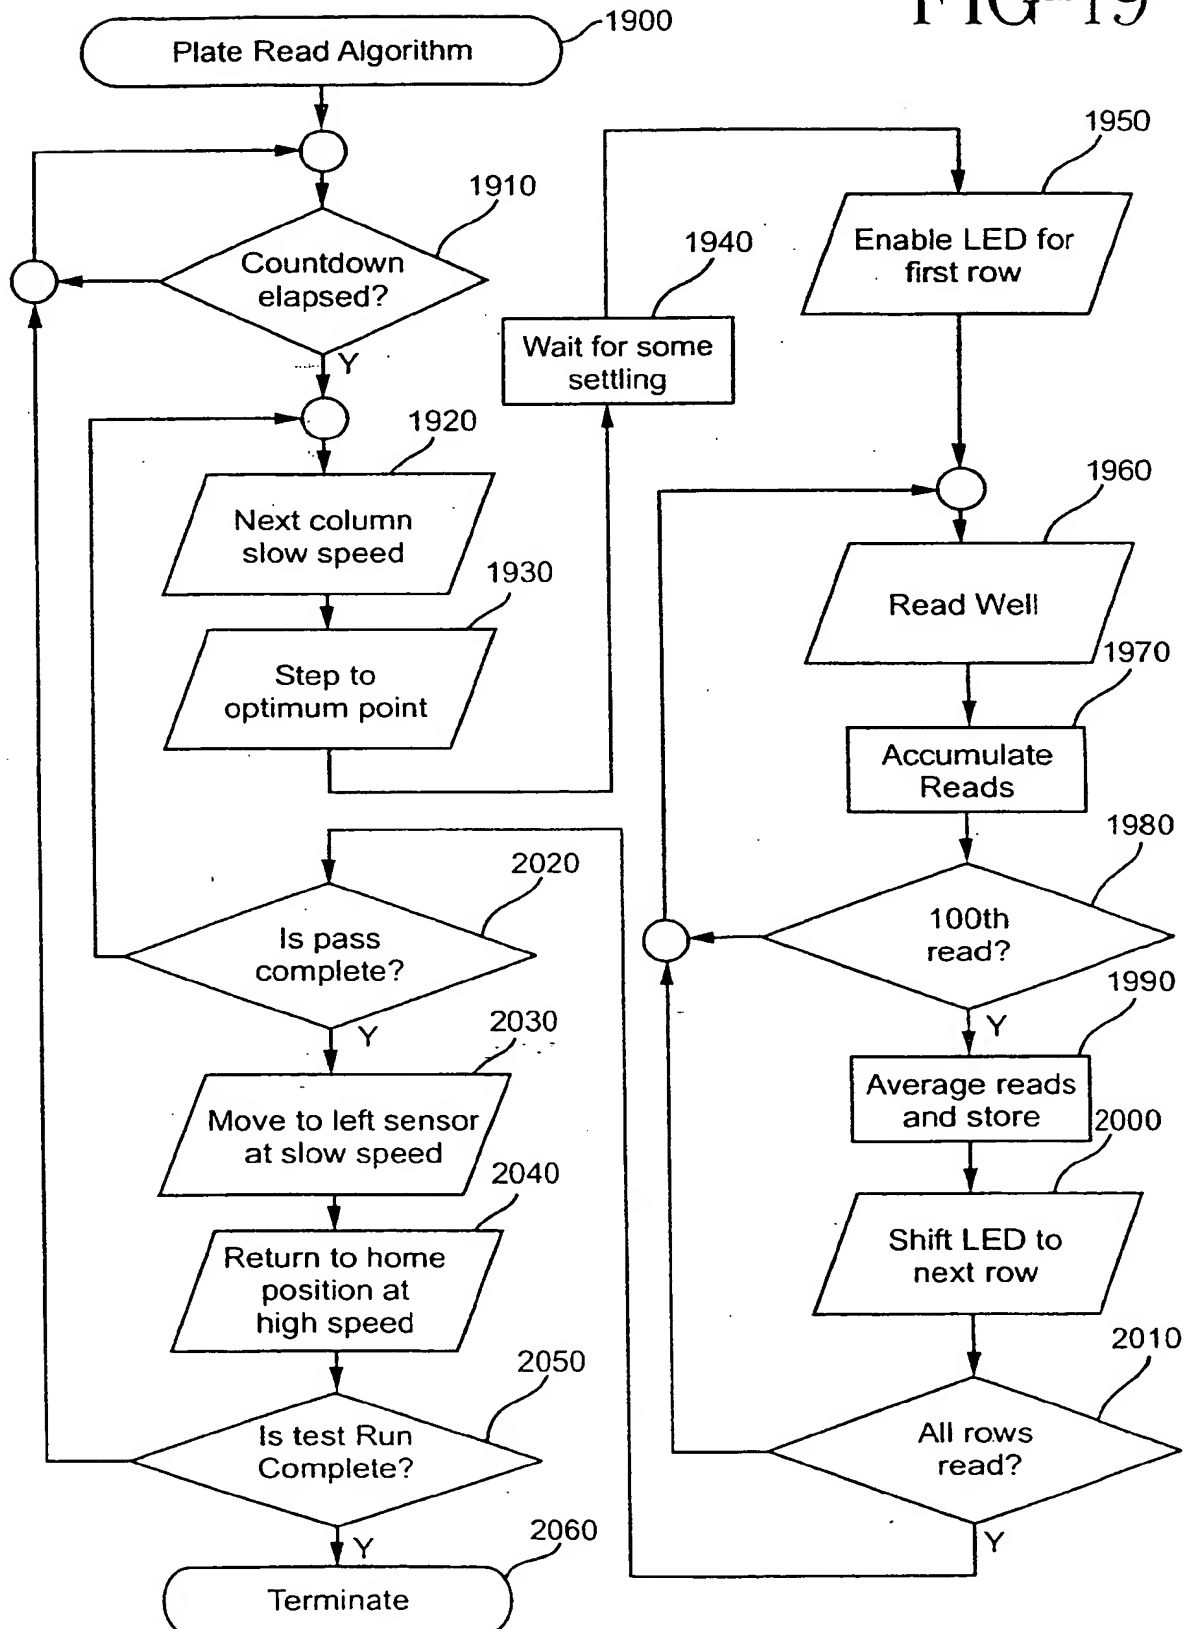 FIG-19
Plate Read Algorithm
1900
Countdown
elapsed?
1910
Y
Next column
slow speed
1920
Step to
optimum point
1930
Wait for some
settling
1940
Enable LED for
first row
1950
Read Well
1960
Accumulate
Reads
1970
100th
read?
1980
Y
Average reads
and store
1990
Shift LED to
next row
2000
All rows
read?
2010
Y
Is pass
complete?
2020
Y
Move to left sensor
at slow speed
2030
Return to home
position at
high speed
2040
Is test Run
Complete?
2050
Y
Terminate
2060